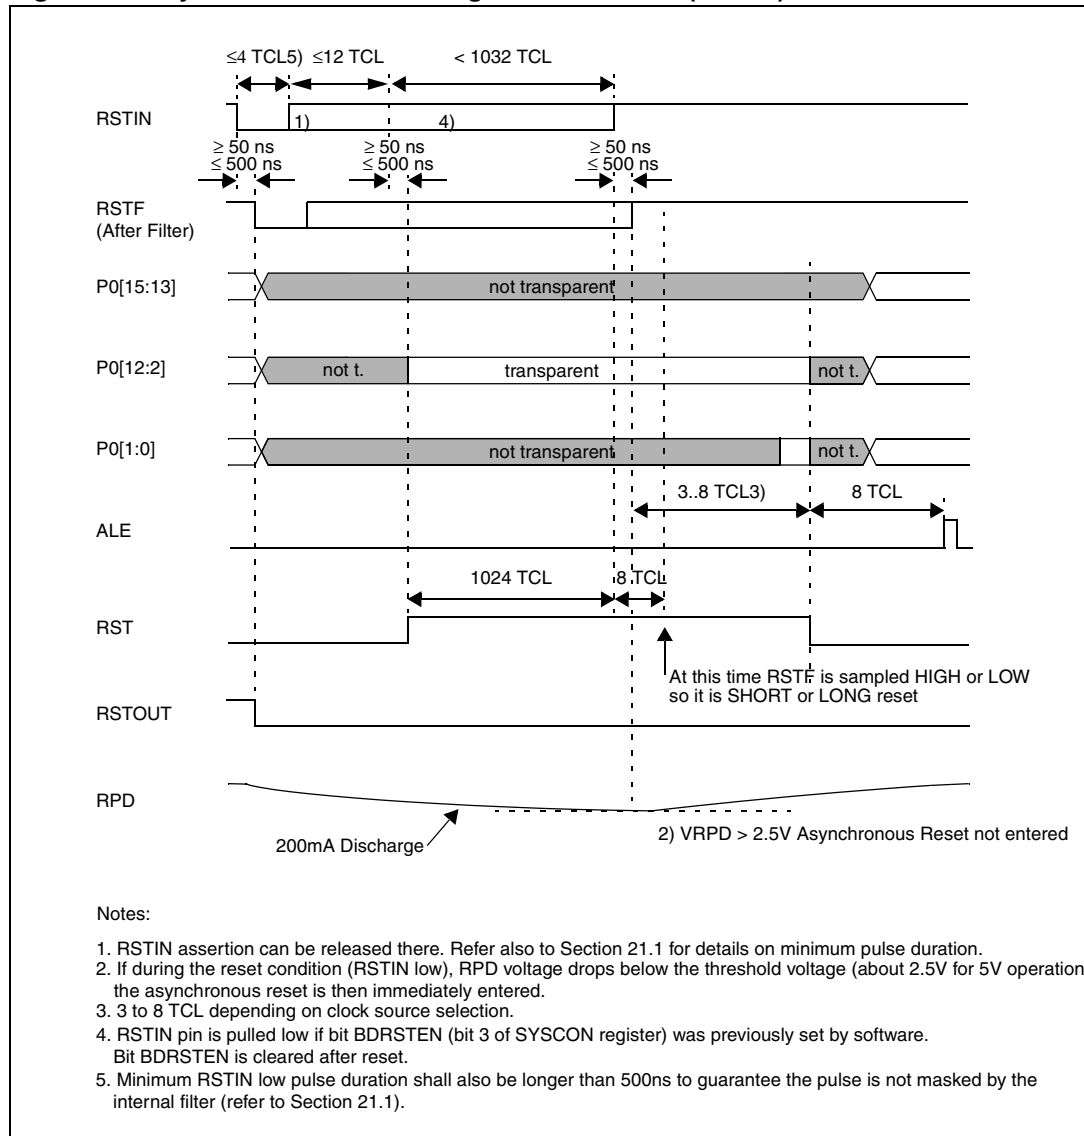 ≤4 TCL5) ≤12 TCL < 1032 TCL
RSTIN
1) 4)
≥ 50 ns ≥ 50 ns ≥ 50 ns
≤ 500 ns ≤ 500 ns ≤ 500 ns
RSTF
(After Filter)
P0[15:13] not transparent
P0[12:2] not t. transparent not t.
P0[1:0] not transparent not t.
3..8 TCL3) 8 TCL
ALE
1024 TCL 8 TCL
RST
At this time RSTF is sampled HIGH or LOW
so it is SHORT or LONG reset
RSTOUT
RPD
200mA Discharge
2) VRPD > 2.5V Asynchronous Reset not entered
Notes:
1. RSTIN assertion can be released there. Refer also to Section 21.1 for details on minimum pulse duration.
2. If during the reset condition (RSTIN low), RPD voltage drops below the threshold voltage (about 2.5V for 5V operation
the asynchronous reset is then immediately entered.
3. 3 to 8 TCL depending on clock source selection.
4. RSTIN pin is pulled low if bit BDRSTEN (bit 3 of SYSCON register) was previously set by software.
Bit BDRSTEN is cleared after reset.
5. Minimum RSTIN low pulse duration shall also be longer than 500ns to guarantee the pulse is not masked by the
internal filter (refer to Section 21.1).